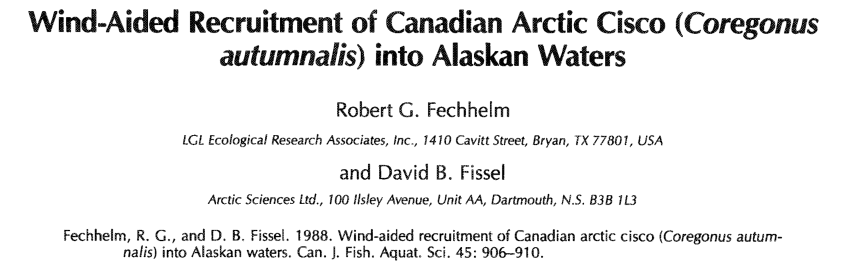 Wind-Aided Recruitment of Canadian Arctic Cisco (Coregonus
autumnalis) into Alaskan Waters
Robert G. Fechhelm
LGL Ecological Research Associates, Inc., 1410 Cavitt Street, Bryan, TX 77801, USA
and David B. Fissel
Arctic Sciences Ltd., 100 Ilsley Avenue, Unit AA, Dartmouth, N.S. B3B 1L3
Fechhelm, R. G., and D. B. Fissel. 1988. Wind-aided recruitment of Canadian arctic cisco (Coregonus autum-
nalis) into Alaskan waters. Can. J. Fish. Aquat. Sci. 45: 906–910.